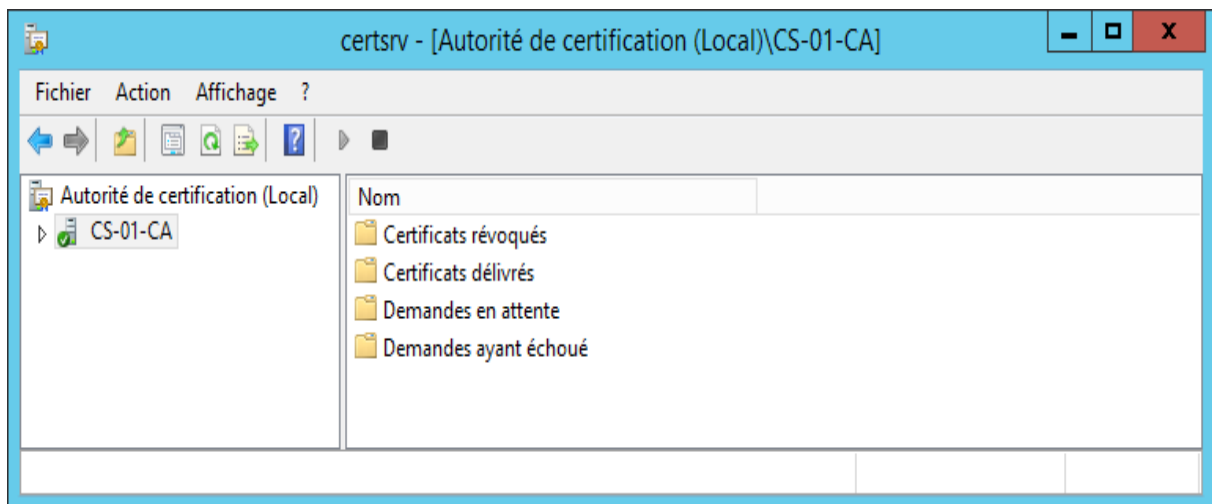 certsrv - [Autorité de certification (Local)\CS-01-CA]
Fichier Action Affichage ?
Autorité de certification (Local)
CS-01-CA
Nom
Certificats révoqués
Certificats délivrés
Demandes en attente
Demandes ayant échoué